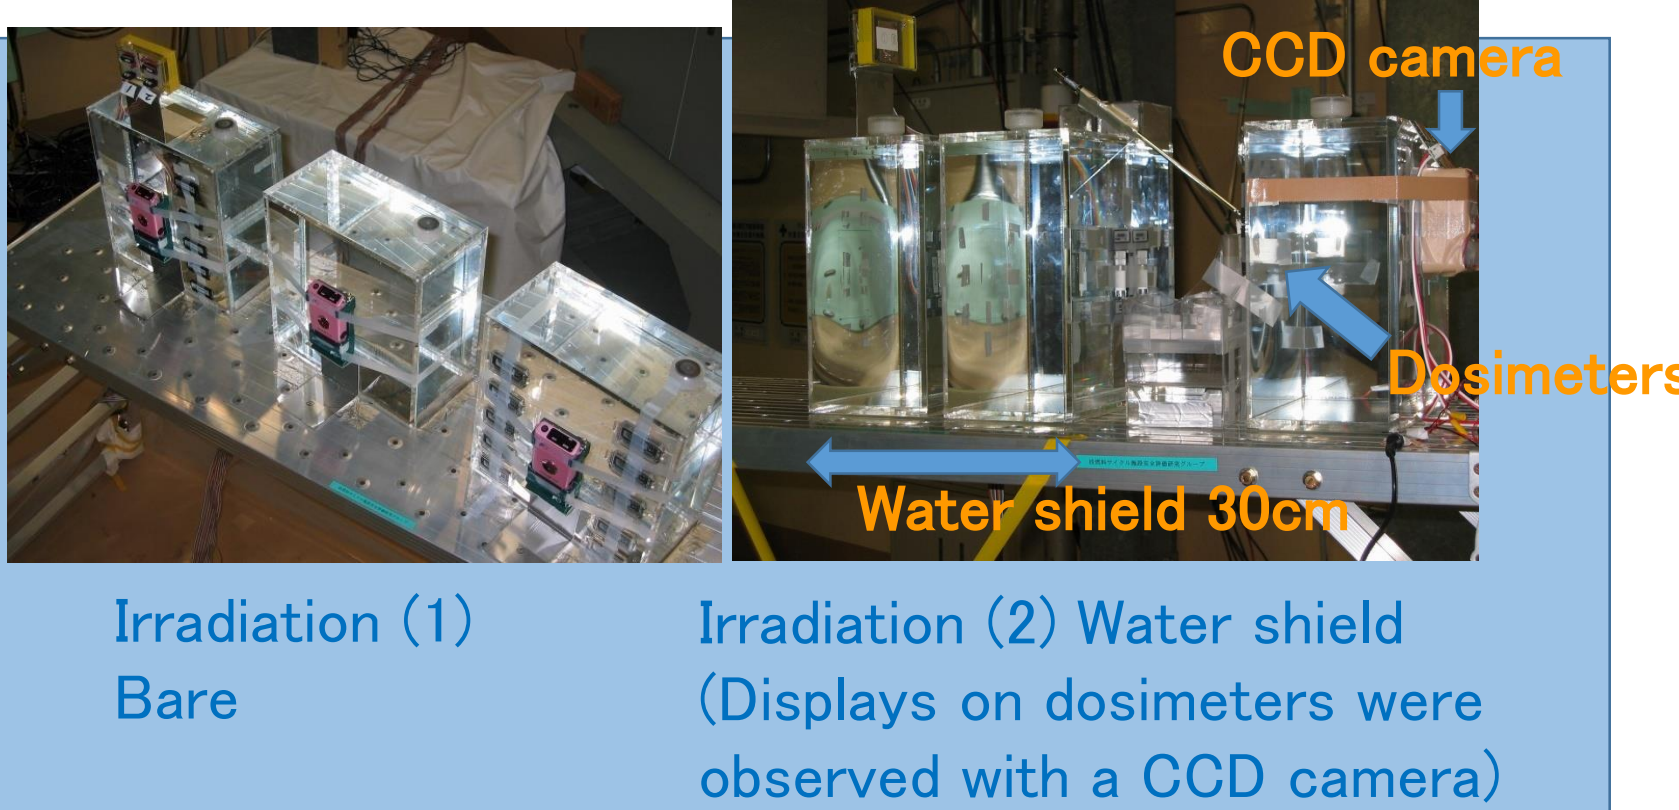 CCD camera
Dosimeters
Water shield 30cm
Irradiation (1)
Bare
Irradiation (2) Water shield
(Displays on dosimeters were
observed with a CCD camera)